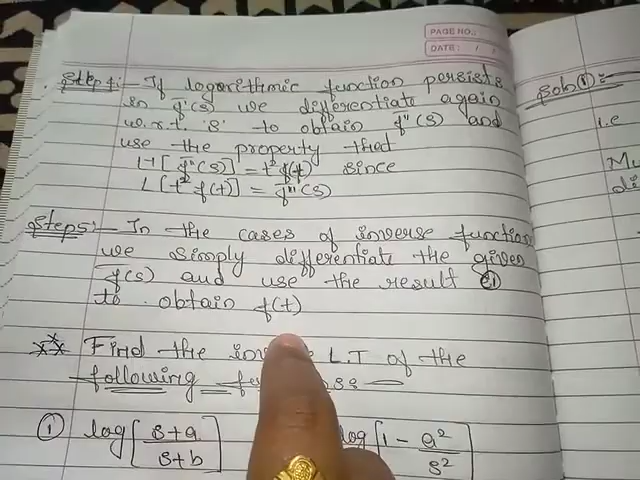 PAGE NO.:
DATE: / /
Step 4:- If logarithmic function persists
in f'(s) we differentiate again
w.r.t. 's' to obtain f''(s) and
use the property that
L-1[f''(s)] = t² f(t) since
L[t² f(t)] = f''(s)
Step 5:- In the cases of inverse function
we simply differentiate the given
f(s) and use the result ①
to obtain f(t)
** Find the L.T of the
following
① log[s+a / s+b] log[1 - a²/s²]
Sol ①:-
i.e